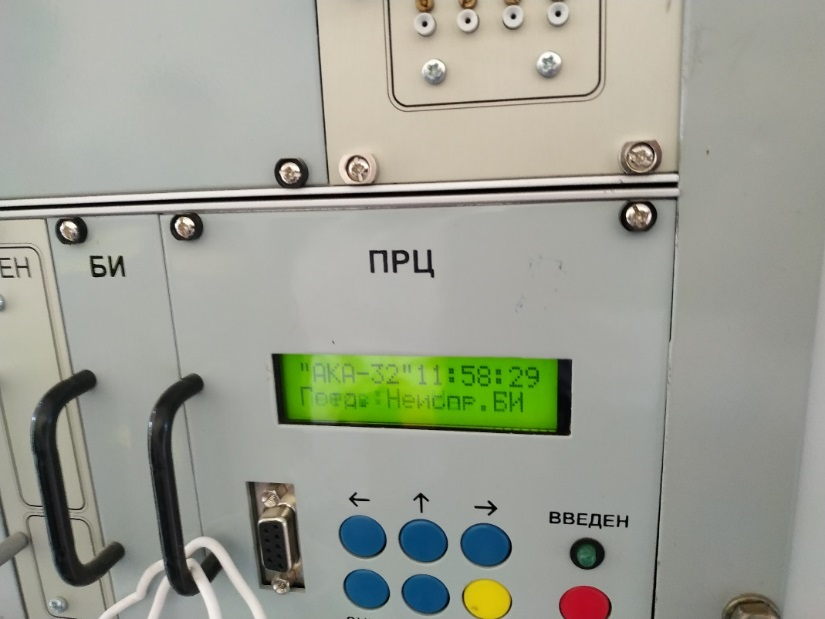 ЕН
БИ
ПРЦ
"АКА-32"11:58:29
Неиспр.БИ
← ↑ →
ВВЕДЕН